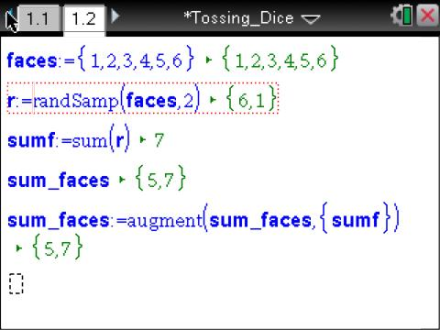 1.1 1.2 *Tossing_Dice
faces:={1,2,3,4,5,6} ▸ {1,2,3,4,5,6}
r:=randSamp(faces,2) ▸ {6,1}
sumf:=sum(r) ▸ 7
sum_faces ▸ {5,7}
sum_faces:=augment(sum_faces,{sumf})
▸ {5,7}